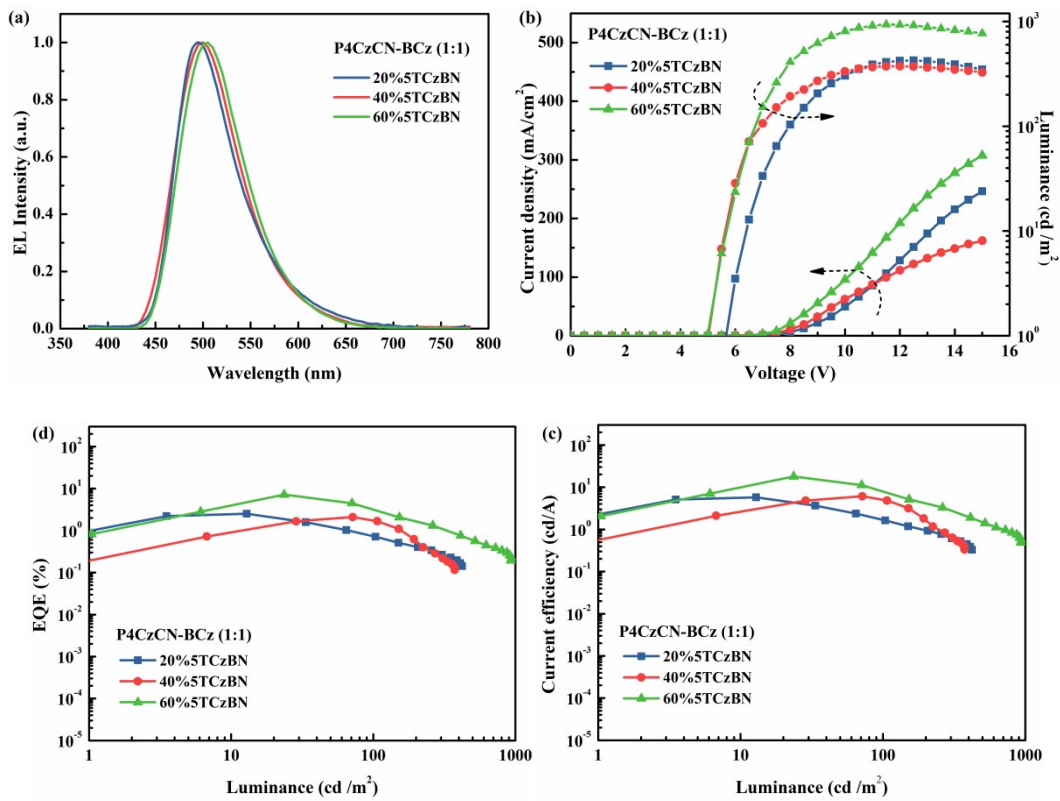 (a)
P4CzCN-BCz (1:1)
20%5TCzBN
40%5TCzBN
60%5TCzBN
EL Intensity (a.u.)
1.0
0.8
0.6
0.4
0.2
0.0
350 400 450 500 550 600 650 700 750 800
Wavelength (nm)
(b)
P4CzCN-BCz (1:1)
20%5TCzBN
40%5TCzBN
60%5TCzBN
Current density (mA/cm²)
500
450
400
350
300
250
200
150
100
50
0
0 2 4 6 8 10 12 14 16
Voltage (V)
10³
10²
10¹
10⁰
Luminance (cd /m²)
(d)
EQE (%)
10²
10¹
10⁰
10⁻¹
10⁻²
10⁻³
10⁻⁴
10⁻⁵
P4CzCN-BCz (1:1)
20%5TCzBN
40%5TCzBN
60%5TCzBN
1 10 100 1000
Luminance (cd /m²)
(c)
Current efficiency (cd/A)
10²
10¹
10⁰
10⁻¹
10⁻²
10⁻³
10⁻⁴
10⁻⁵
P4CzCN-BCz (1:1)
20%5TCzBN
40%5TCzBN
60%5TCzBN
1 10 100 1000
Luminance (cd /m²)